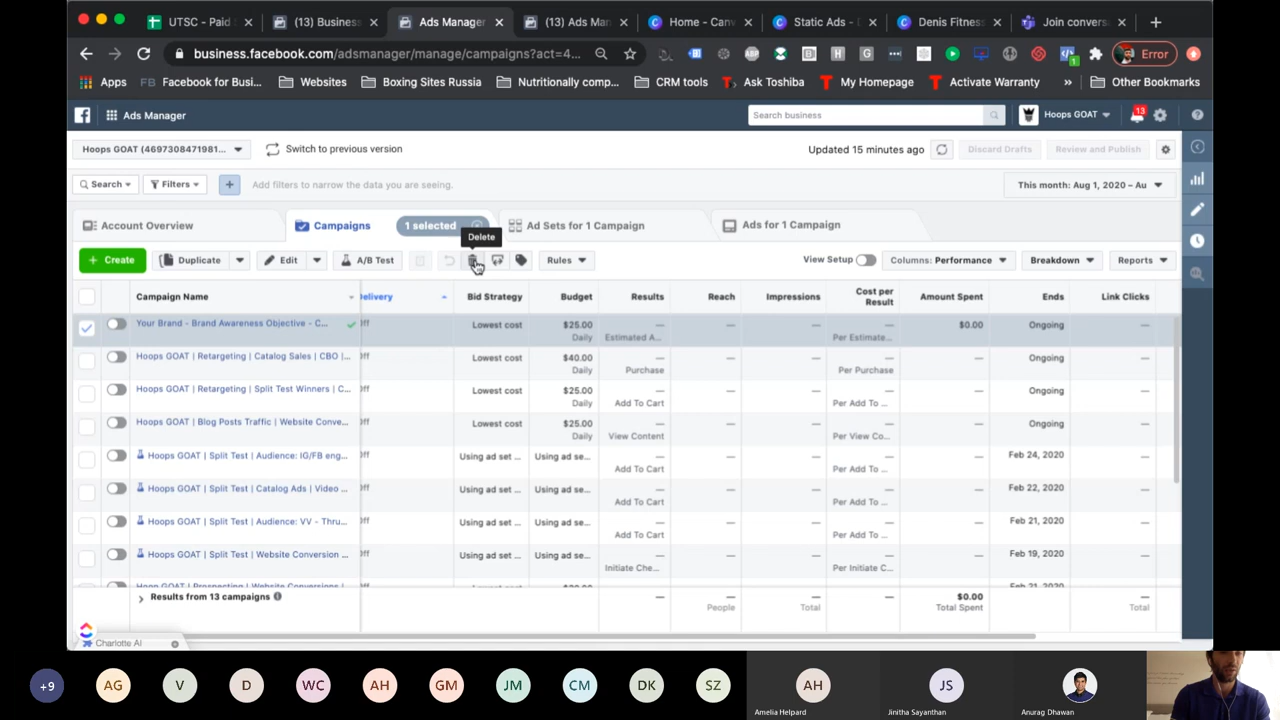 UTSC - Paid S
(13) Business
Ads Manager
(13) Ads Man
Home - Canv
Static Ads - D
Denis Fitness
Join convers
business.facebook.com/adsmanager/manage/campaigns?act=4...
Error
Apps
Facebook for Busi...
Websites
Boxing Sites Russia
Nutritionally comp...
CRM tools
Ask Toshiba
My Homepage
Activate Warranty
»
Other Bookmarks
Ads Manager
Search business
Hoops GOAT
13
Hoops GOAT (4697308471981...
Switch to previous version
Updated 15 minutes ago
Discard Drafts
Review and Publish
Search
Filters
+
Add filters to narrow the data you are seeing.
This month: Aug 1, 2020 – Au
Account Overview
Campaigns
1 selected
Ad Sets for 1 Campaign
Ads for 1 Campaign
Delete
+ Create
Duplicate
Edit
A/B Test
Rules
View Setup
Columns: Performance
Breakdown
Reports
Campaign Name
elivery
Bid Strategy
Budget
Results
Reach
Impressions
Cost per
Result
Amount Spent
Ends
Link Clicks
Your Brand - Brand Awareness Objective - C...
Off
Lowest cost
$25.00
Daily
—
Estimated A...
—
—
—
Per Estimate...
$0.00
Ongoing
—
Hoops GOAT | Retargeting | Catalog Sales | CBO |...
Off
Lowest cost
$40.00
Daily
—
Purchase
—
—
—
Per Purchase
—
Ongoing
—
Hoops GOAT | Retargeting | Split Test Winners | C...
Off
Lowest cost
$25.00
Daily
—
Add To Cart
—
—
—
Per Add To ...
—
Ongoing
—
Hoops GOAT | Blog Posts Traffic | Website Conve...
Off
Lowest cost
$25.00
Daily
—
View Content
—
—
—
Per View Co...
—
Ongoing
—
Hoops GOAT | Split Test | Audience: IG/FB eng...
Off
Using ad set ...
Using ad se...
—
Add To Cart
—
—
—
Per Add To ...
—
Feb 24, 2020
—
Hoops GOAT | Split Test | Catalog Ads | Video ...
Off
Using ad set ...
Using ad se...
—
Add To Cart
—
—
—
Per Add To ...
—
Feb 22, 2020
—
Hoops GOAT | Split Test | Audience: VV - Thru...
Off
Using ad set ...
Using ad se...
—
Add To Cart
—
—
—
Per Add To ...
—
Feb 21, 2020
—
Hoops GOAT | Split Test | Website Conversion ...
Off
Using ad set ...
Using ad se...
—
Initiate Che...
—
—
—
Per Initiate C...
—
Feb 19, 2020
—
Hoop GOAT | Prospecting | Website Conversions |
Results from 13 campaigns
—
—
People
—
Total
—
$0.00
Total Spent
—
Total
Charlotte AI
+9
AG
V
D
WC
AH
GM
JM
CM
DK
SZ
AH
JS
Amelia Helpard
Jinitha Sayanthan
Anurag Dhawan